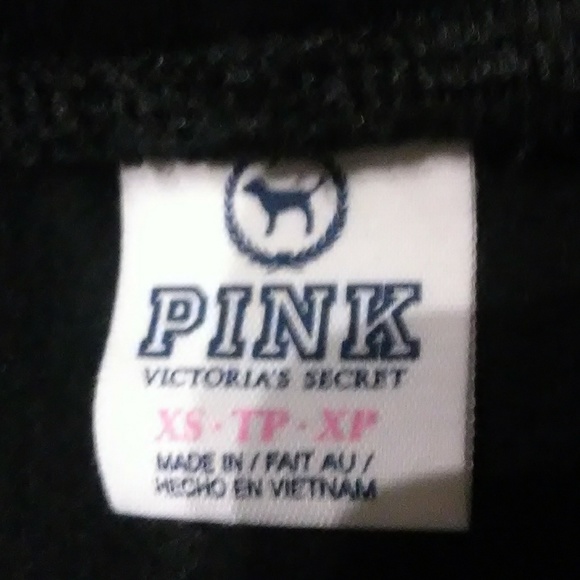 PINK
VICTORIA'S SECRET
XS · TP · XP
MADE IN / FAIT AU /
HECHO EN VIETNAM